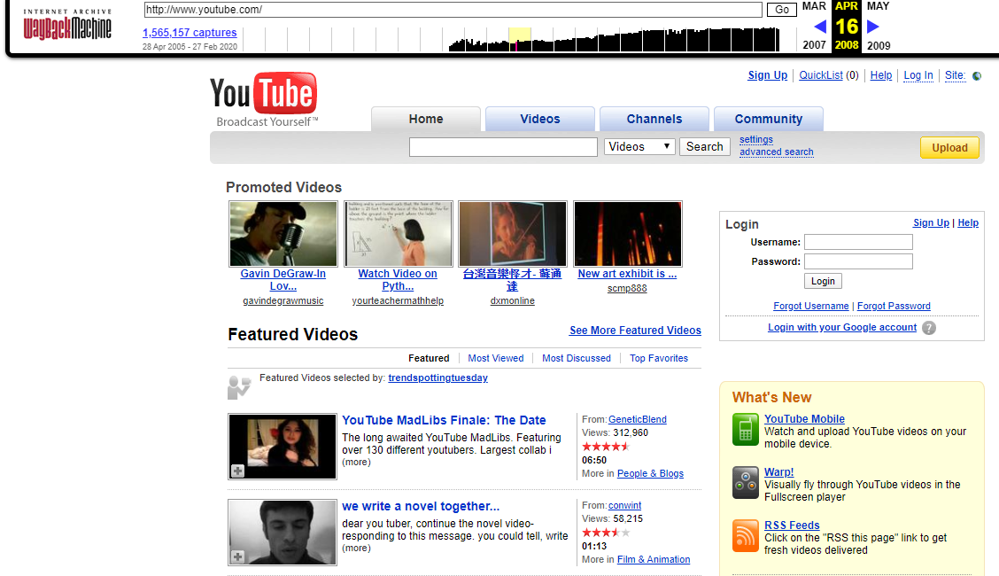 INTERNET ARCHIVE
WayBackMachine
http://www.youtube.com/
Go
MAR
APR
MAY
1,565,157 captures
16
28 Apr 2005 - 27 Feb 2020
2007
2008
2009
Sign Up
QuickList (0)
Help
Log In
Site:
YouTube
Broadcast Yourself™
Home
Videos
Channels
Community
Videos
Search
settings
advanced search
Upload
Promoted Videos
Gavin DeGraw-In
Lov...
gavindegrawmusic
Watch Video on
Pyth...
yourteachermathhelp
台灣音樂怪才- 蘇通
達
dxmonline
New art exhibit is ...
scmp888
Login
Sign Up | Help
Username:
Password:
Login
Forgot Username | Forgot Password
Login with your Google account ?
Featured Videos
See More Featured Videos
Featured
Most Viewed
Most Discussed
Top Favorites
Featured Videos selected by: trendspottingtuesday
YouTube MadLibs Finale: The Date
The long awaited YouTube MadLibs. Featuring
over 130 different youtubers. Largest collab i
(more)
From: GeneticBlend
Views: 312,960
06:50
More in People & Blogs
we write a novel together...
dear you tuber, continue the novel video-
responding to this message. you could tell, write
(more)
From: convint
Views: 58,215
01:13
More in Film & Animation
What's New
YouTube Mobile
Watch and upload YouTube videos on your
mobile device.
Warp!
Visually fly through YouTube videos in the
Fullscreen player
RSS Feeds
Click on the "RSS this page" link to get
fresh videos delivered